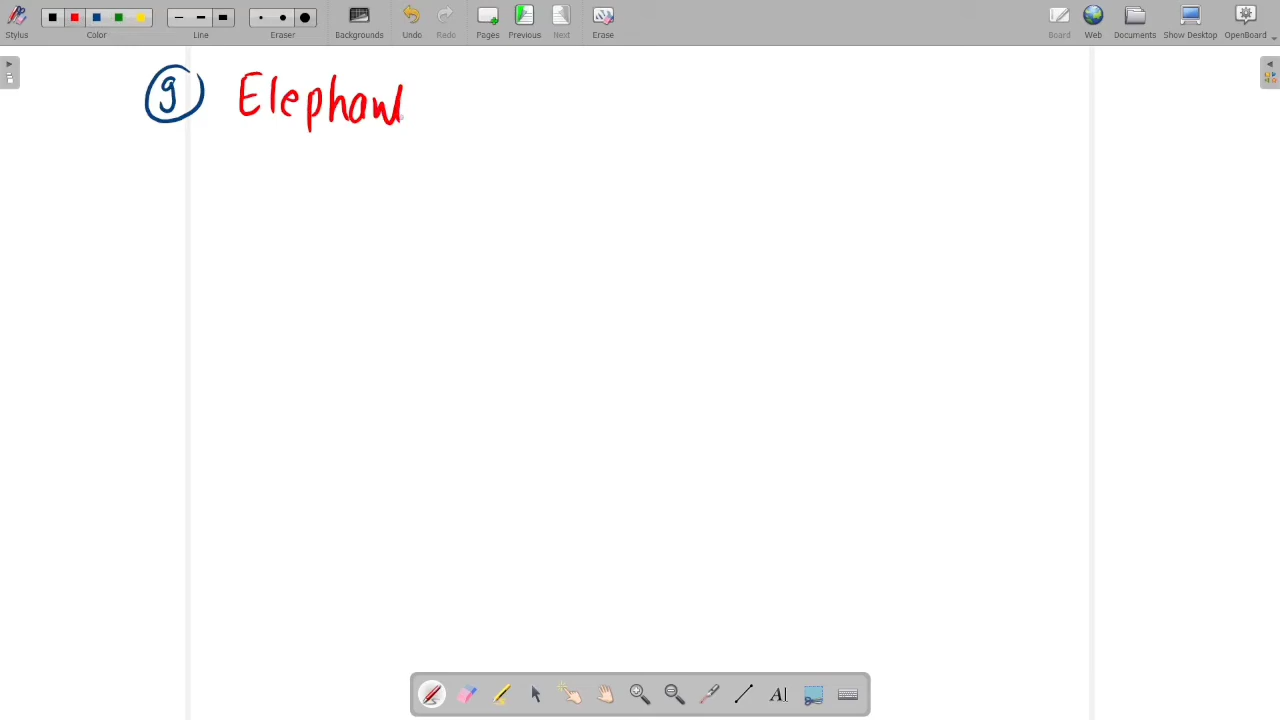 Stylus
Color
Line
Eraser
Backgrounds
Undo
Redo
Pages
Previous
Next
Erase
Board
Web
Documents
Show Desktop
OpenBoard
9 Elephant
AI